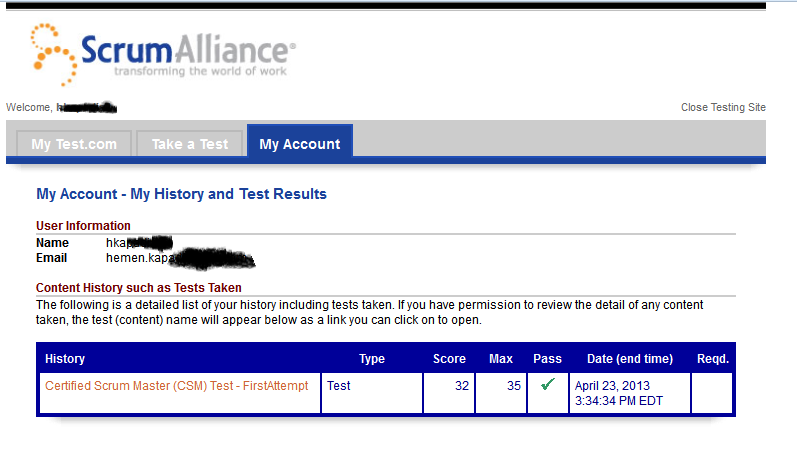 ScrumAlliance®
transforming the world of work
Welcome,
Close Testing Site
My Test.com Take a Test My Account
My Account - My History and Test Results
User Information
Name hkap
Email hemen.kapa
Content History such as Tests Taken
The following is a detailed list of your history including tests taken. If you have permission to review the detail of any content
taken, the test (content) name will appear below as a link you can click on to open.
History Type Score Max Pass Date (end time) Reqd.
Certified Scrum Master (CSM) Test - FirstAttempt Test 32 35 April 23, 2013
3:34:34 PM EDT